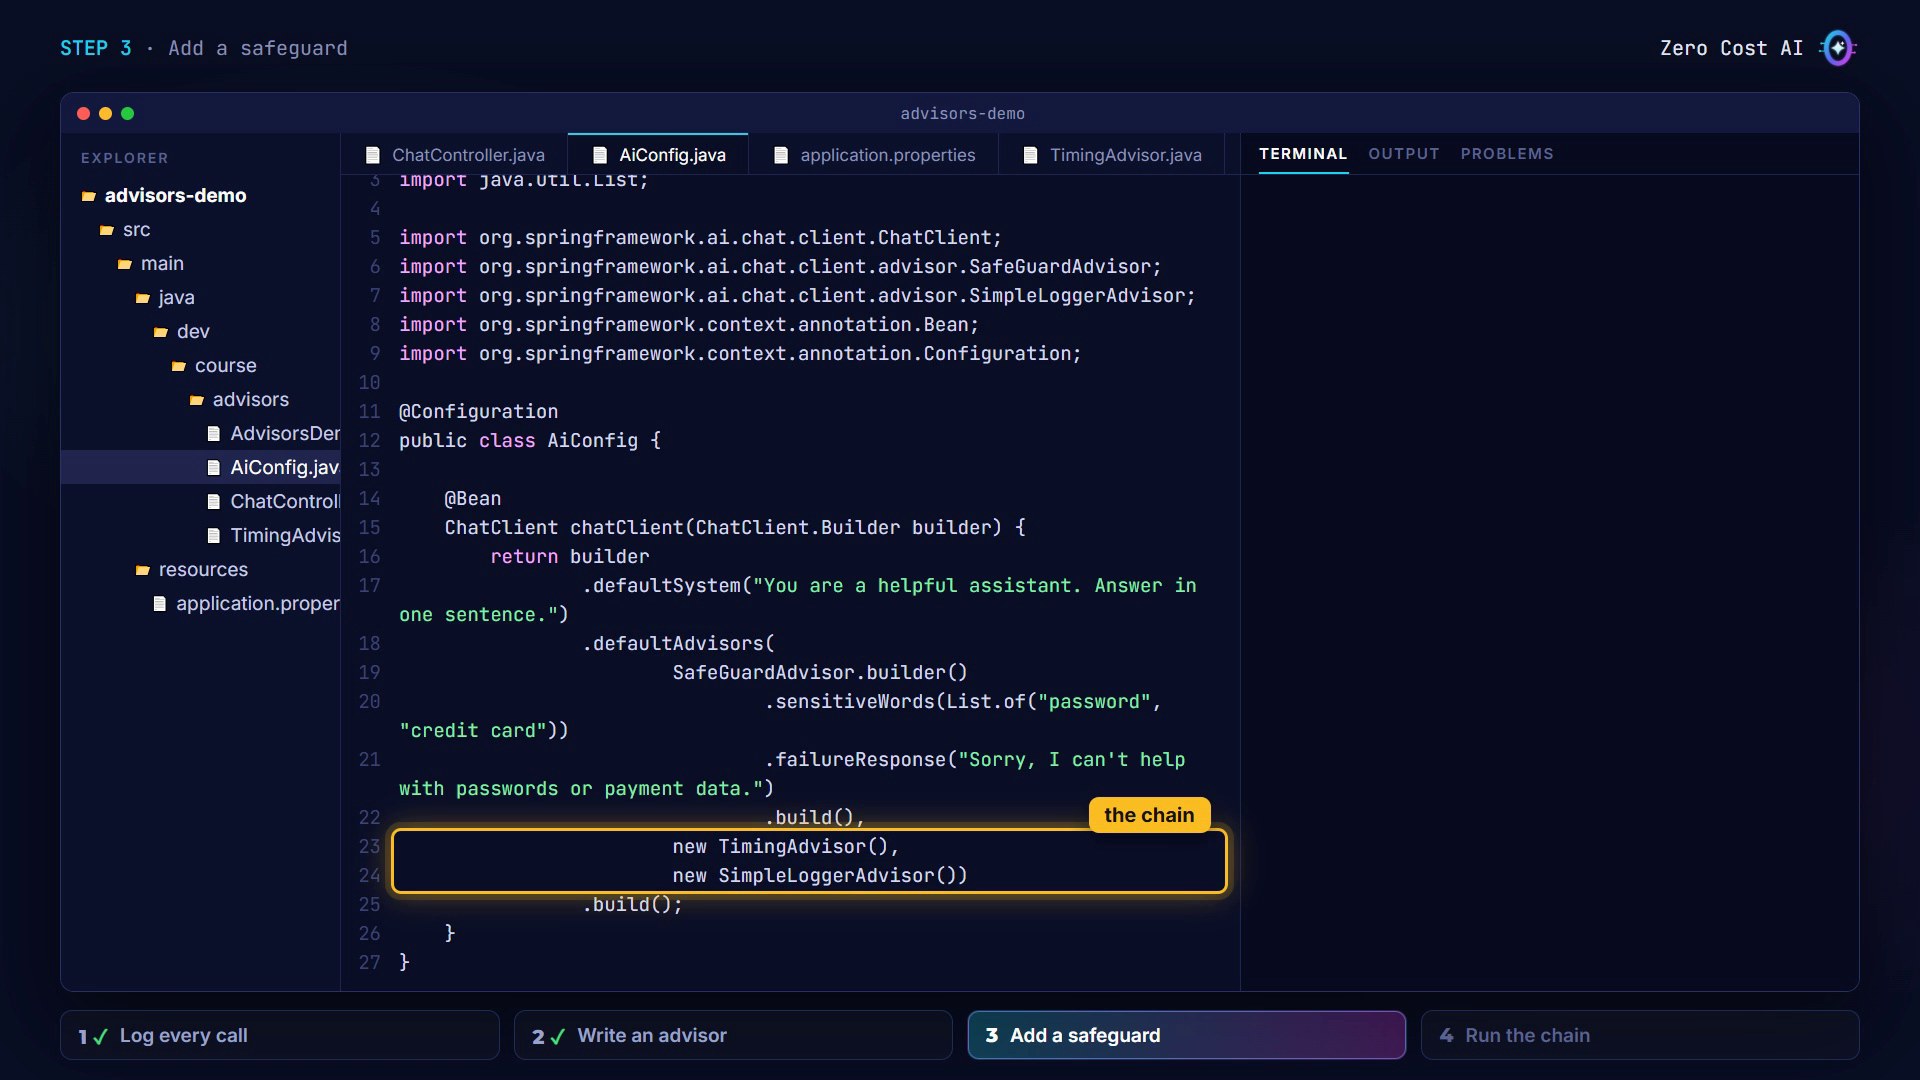 STEP 3 · Add a safeguard
Zero Cost AI
advisors-demo
EXPLORER
advisors-demo
src
main
java
dev
course
advisors
AdvisorsDer
AiConfig.jav
ChatControll
TimingAdvis
resources
application.proper
ChatController.java
AiConfig.java
application.properties
TimingAdvisor.java
3 import java.util.List;
4
5 import org.springframework.ai.chat.client.ChatClient;
6 import org.springframework.ai.chat.client.advisor.SafeGuardAdvisor;
7 import org.springframework.ai.chat.client.advisor.SimpleLoggerAdvisor;
8 import org.springframework.context.annotation.Bean;
9 import org.springframework.context.annotation.Configuration;
10
11 @Configuration
12 public class AiConfig {
13
14 @Bean
15 ChatClient chatClient(ChatClient.Builder builder) {
16 return builder
17 .defaultSystem("You are a helpful assistant. Answer in
one sentence.")
18 .defaultAdvisors(
19 SafeGuardAdvisor.builder()
20 .sensitiveWords(List.of("password",
"credit card"))
21 .failureResponse("Sorry, I can't help
with passwords or payment data.")
22 .build(),
the chain
23 new TimingAdvisor(),
24 new SimpleLoggerAdvisor())
25 .build();
26 }
27 }
TERMINAL OUTPUT PROBLEMS
1 ✓ Log every call
2 ✓ Write an advisor
3 Add a safeguard
4 Run the chain